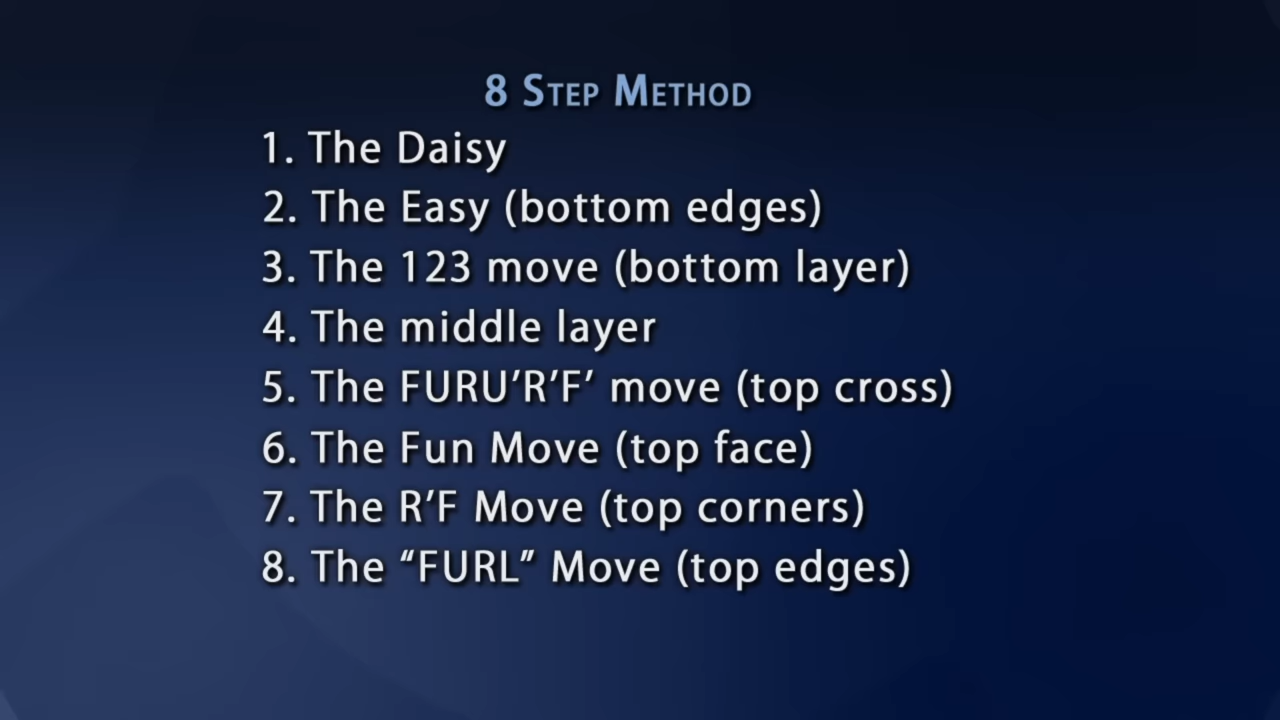 8 Step Method
1. The Daisy
2. The Easy (bottom edges)
3. The 123 move (bottom layer)
4. The middle layer
5. The FURU’R’F’ move (top cross)
6. The Fun Move (top face)
7. The R’F Move (top corners)
8. The “FURL” Move (top edges)